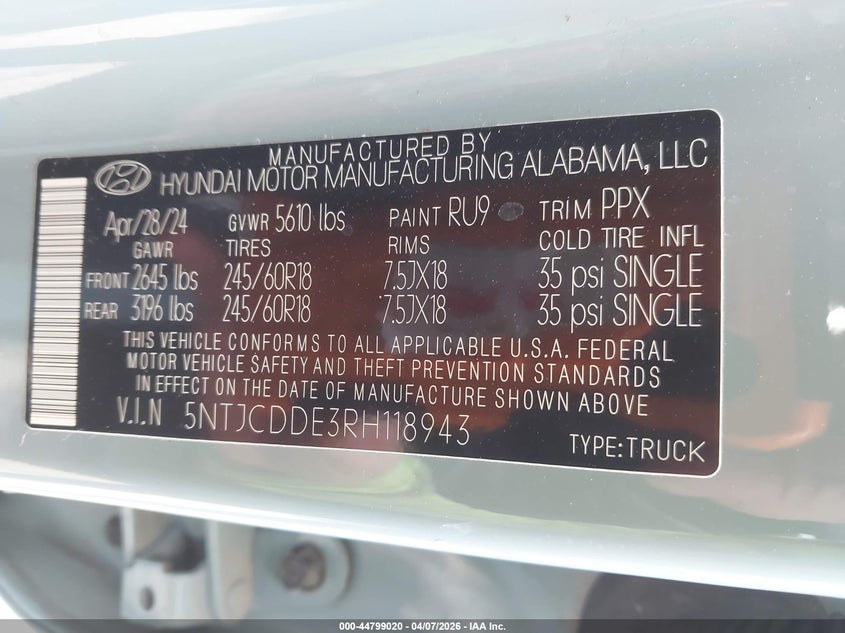 MANUFACTURED BY
HYUNDAI MOTOR MANUFACTURING ALABAMA, LLC
Apr/28/24 GVWR 5610 lbs PAINT RU9 TRIM PPX
GAWR TIRES RIMS COLD TIRE INFL
FRONT 2645 lbs 245/60R18 7.5JX18 35 psi SINGLE
REAR 3196 lbs 245/60R18 7.5JX18 35 psi SINGLE
THIS VEHICLE CONFORMS TO ALL APPLICABLE U.S.A. FEDERAL
MOTOR VEHICLE SAFETY AND THEFT PREVENTION STANDARDS
IN EFFECT ON THE DATE OF MANUFACTURE SHOWN ABOVE
V.I.N 5NTJCDDE3RH118943
TYPE:TRUCK
000-44799020 - 04/07/2026 - IAA Inc.